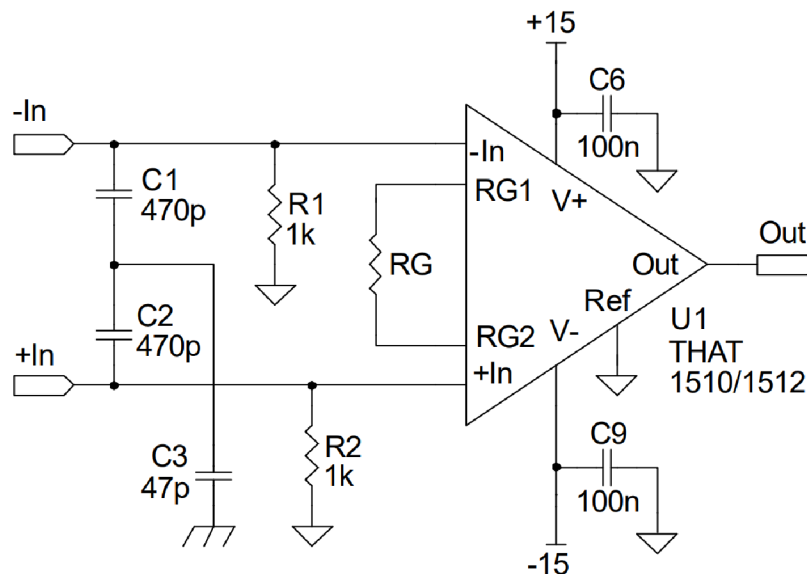 +15
-In
C6
100n
C1
470p
R1
1k
-In
RG1
V+
RG
Out
Out
C2
470p
RG2
V-
Ref
U1
THAT
1510/1512
+In
+In
C3
47p
R2
1k
C9
100n
-15